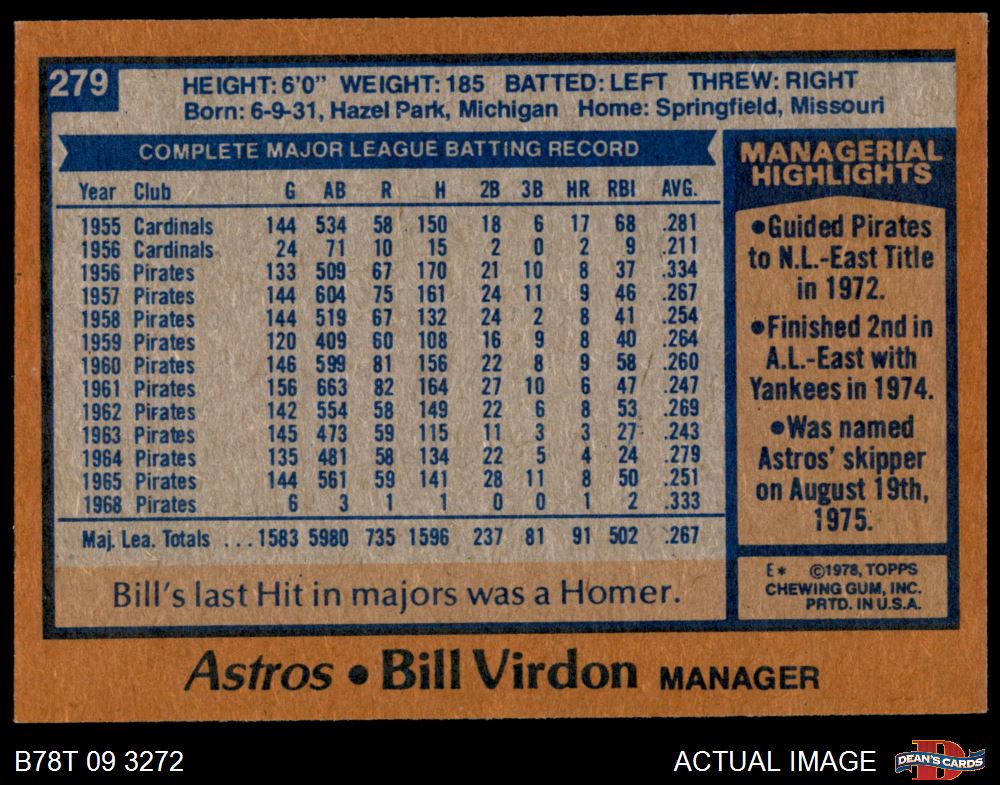 279
HEIGHT: 6'0" WEIGHT: 185 BATTED: LEFT THREW: RIGHT
Born: 6-9-31, Hazel Park, Michigan Home: Springfield, Missouri
COMPLETE MAJOR LEAGUE BATTING RECORD
Year Club G AB R H 2B 3B HR RBI AVG.
1955 Cardinals 144 534 58 150 18 6 17 68 .281
1956 Cardinals 24 71 10 15 2 0 2 9 .211
1956 Pirates 133 509 67 170 21 10 8 37 .334
1957 Pirates 144 604 75 161 24 11 9 46 .267
1958 Pirates 144 519 67 132 24 2 8 41 .254
1959 Pirates 120 409 60 108 16 9 8 40 .264
1960 Pirates 146 599 81 156 22 8 9 58 .260
1961 Pirates 156 663 82 164 27 10 6 47 .247
1962 Pirates 142 554 58 149 22 6 8 53 .269
1963 Pirates 145 473 59 115 11 3 3 27 .243
1964 Pirates 135 481 58 134 22 5 4 24 .279
1965 Pirates 144 561 59 141 28 11 8 50 .251
1968 Pirates 6 3 1 1 0 0 1 2 .333
Maj. Lea. Totals ... 1583 5980 735 1596 237 81 91 502 .267
Bill's last Hit in majors was a Homer.
MANAGERIAL
HIGHLIGHTS
•Guided Pirates
to N.L.-East Title
in 1972.
•Finished 2nd in
A.L.-East with
Yankees in 1974.
•Was named
Astros' skipper
on August 19th,
1975.
E* ©1978, TOPPS
CHEWING GUM, INC.
PRTD. IN U.S.A.
Astros • Bill Virdon MANAGER
B78T 09 3272
ACTUAL IMAGE
D
DEAN'S CARDS